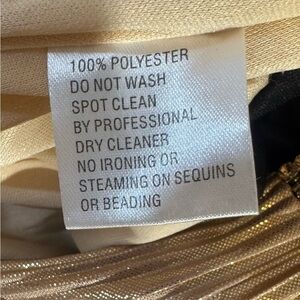 100% POLYESTER
DO NOT WASH
SPOT CLEAN
BY PROFESSIONAL
DRY CLEANER
NO IRONING OR
STEAMING ON SEQUINS
OR BEADING